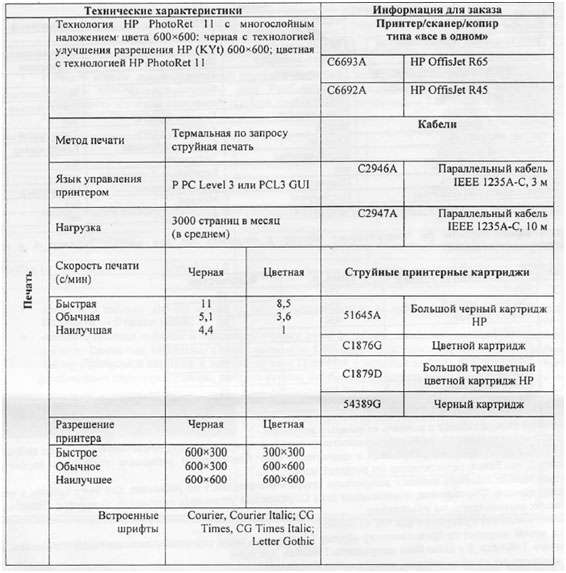 Технические характеристики
Информация для заказа
Технология HP PhotoRet 11 с многослойным
наложением цвета 600×600: черная с технологией
улучшения разрешения HP (KYt) 600×600; цветная
с технологией HP PhotoRet 11
Принтер/сканер/копир
типа «все в одном»
C6693A HP OffisJet R65
C6692A HP OffisJet R45
Печать
Метод печати
Термальная по запросу
струйная печать
Кабели
Язык управления
принтером
P PC Level 3 или PCL3 GUI
C2946A Параллельный кабель
IEEE 1235A-C, 3 м
Нагрузка
3000 страниц в месяц
(в среднем)
C2947A Параллельный кабель
IEEE 1235A-C, 10 м
Скорость печати
(с/мин)
Черная Цветная
Струйные принтерные картриджи
Быстрая 11 8,5
Обычная 5,1 3,6
Наилучшая 4,4 1
51645A Большой черный картридж
HP
C1876G Цветной картридж
C1879D Большой трехцветный
цветной картридж HP
54389G Черный картридж
Разрешение
принтера
Черная Цветная
Быстрое 600×300 300×300
Обычное 600×300 600×600
Наилучшее 600×600 600×600
Встроенные
шрифты
Courier, Courier Italic; CG
Times, CG Times Italic;
Letter Gothic